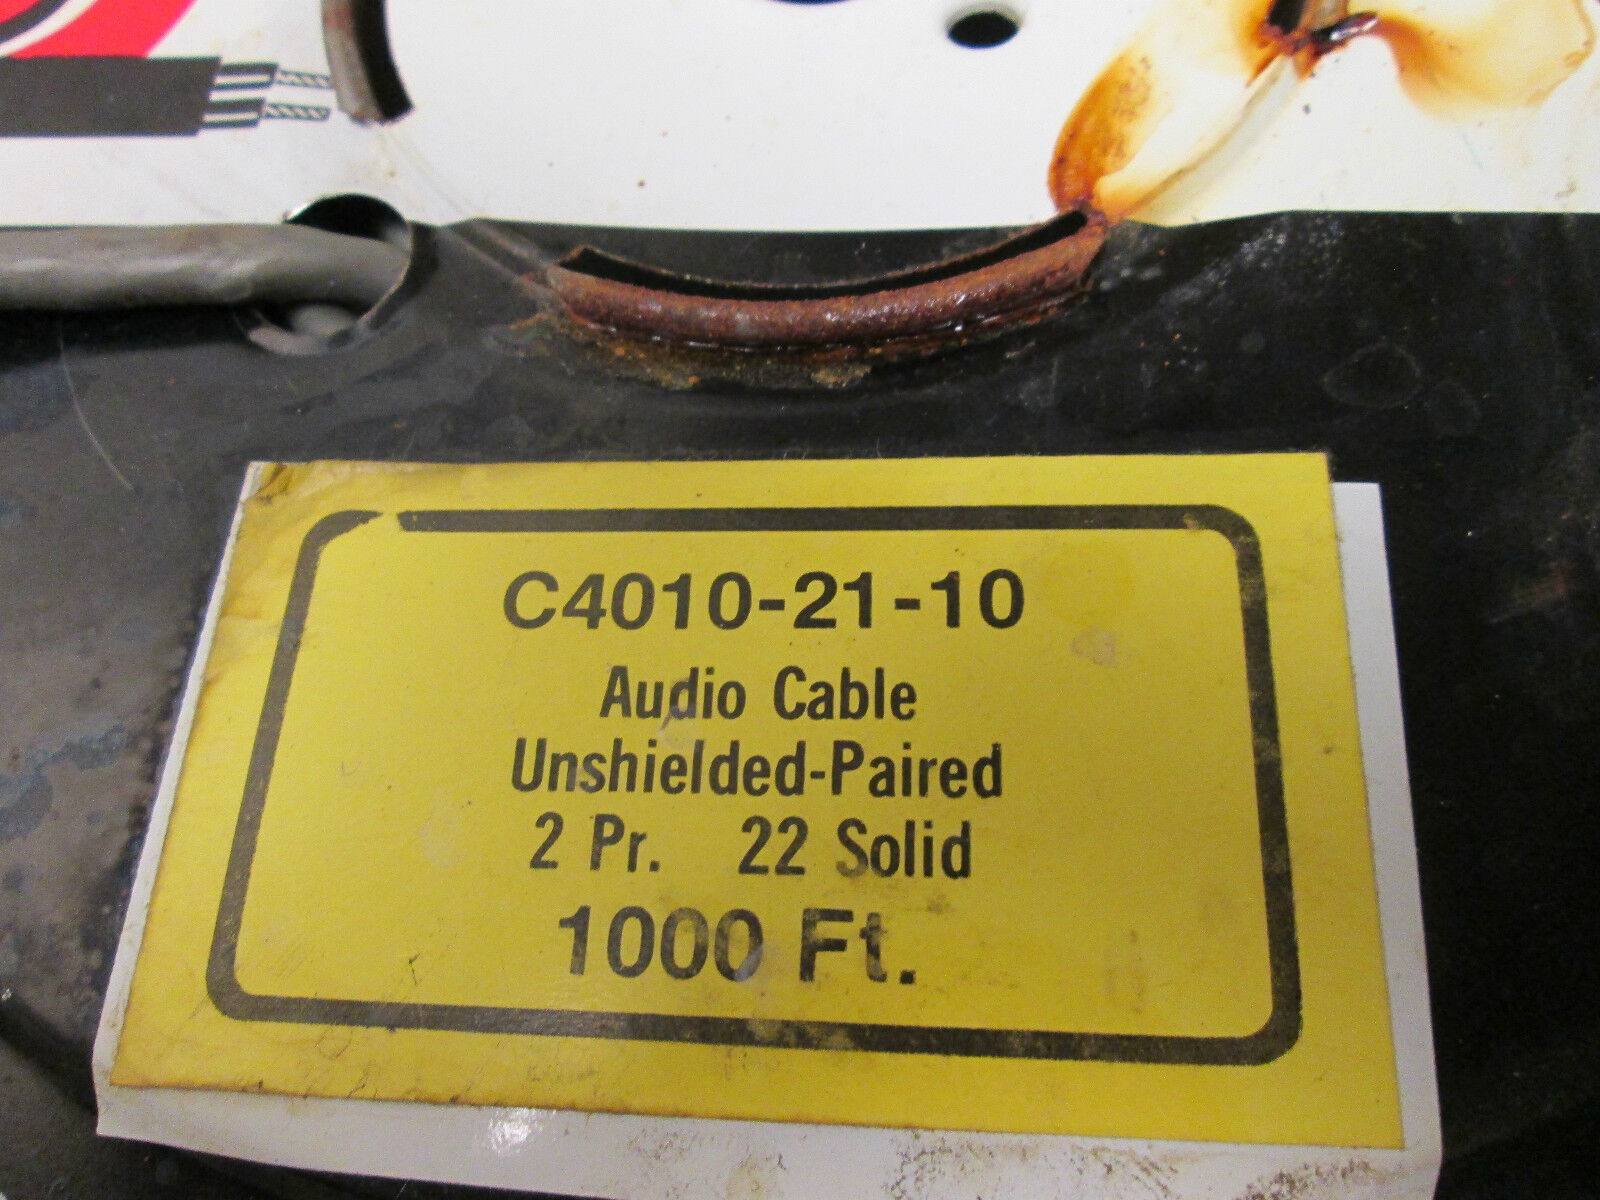 C4010-21-10
Audio Cable
Unshielded-Paired
2 Pr. 22 Solid
1000 Ft.